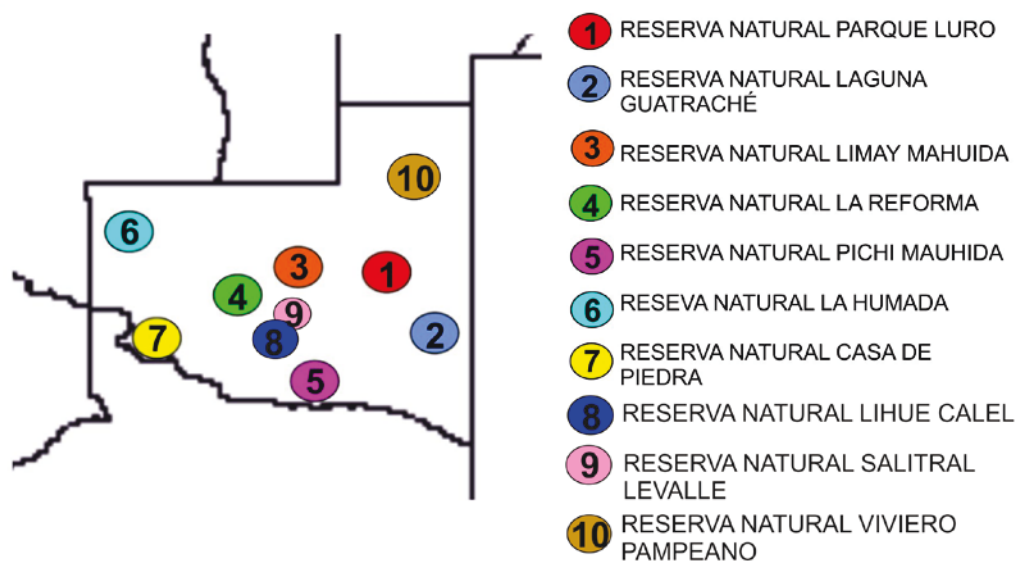 10
6
3
1
4
9
2
7
8
5
1 RESERVA NATURAL PARQUE LURO
2 RESERVA NATURAL LAGUNA
GUATRACHÉ
3 RESERVA NATURAL LIMAY MAHUIDA
4 RESERVA NATURAL LA REFORMA
5 RESERVA NATURAL PICHI MAUHIDA
6 RESEVA NATURAL LA HUMADA
7 RESERVA NATURAL CASA DE
PIEDRA
8 RESERVA NATURAL LIHUE CALEL
9 RESERVA NATURAL SALITRAL
LEVALLE
10 RESERVA NATURAL VIVIERO
PAMPEANO